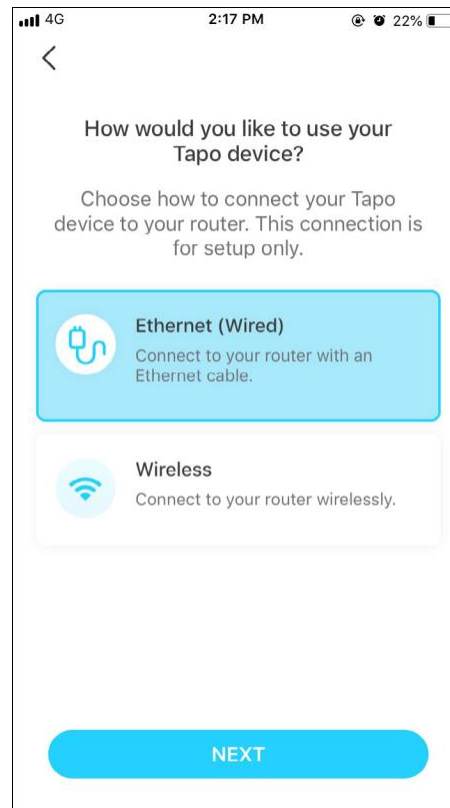 4G 2:17 PM 22%
How would you like to use your
Tapo device?
Choose how to connect your Tapo
device to your router. This connection is
for setup only.
Ethernet (Wired)
Connect to your router with an
Ethernet cable.
Wireless
Connect to your router wirelessly.
NEXT